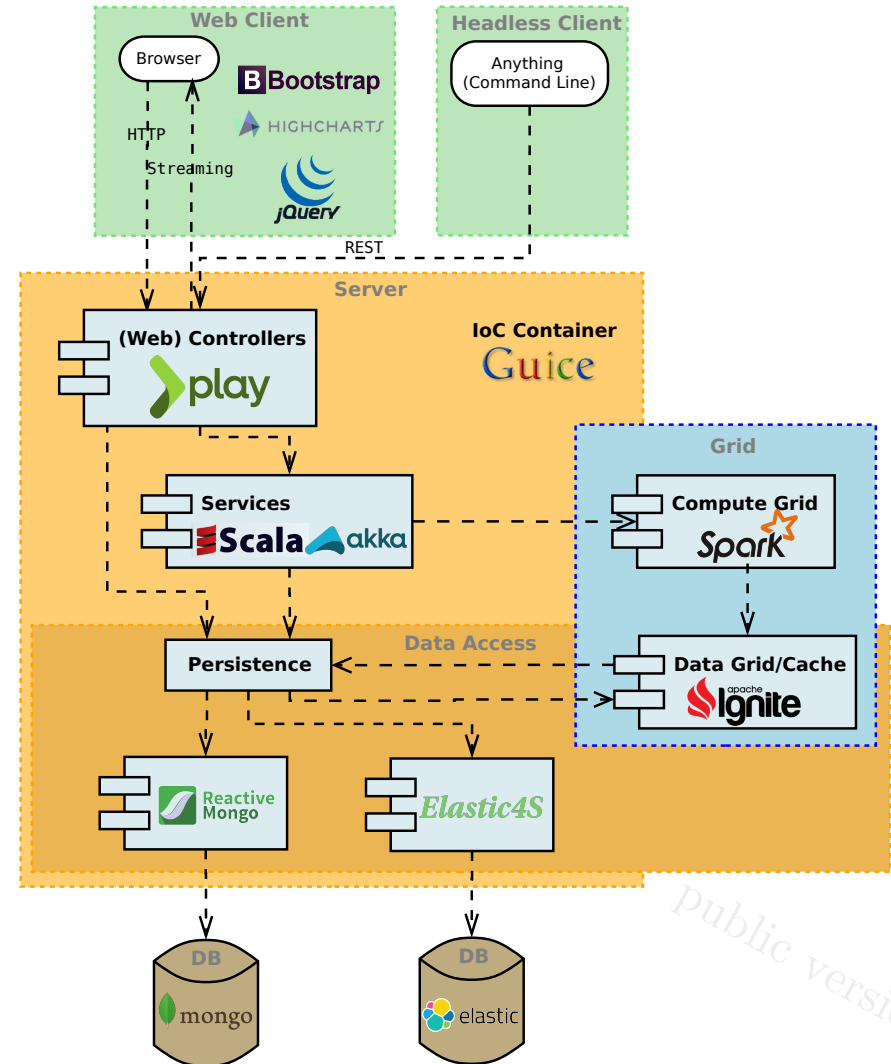 Web Client
Headless Client
Browser
Anything
(Command Line)
B Bootstrap
HIGHCHARTS
HTTP
Streaming
jQuery
REST
Server
(Web) Controllers
play
IoC Container
Guice
Grid
Services
Scala akka
Compute Grid
Spark
Data Access
Persistence
Data Grid/Cache
apache
Ignite
Reactive
Mongo
Elastic4S
public versio
DB
mongo
DB
elastic